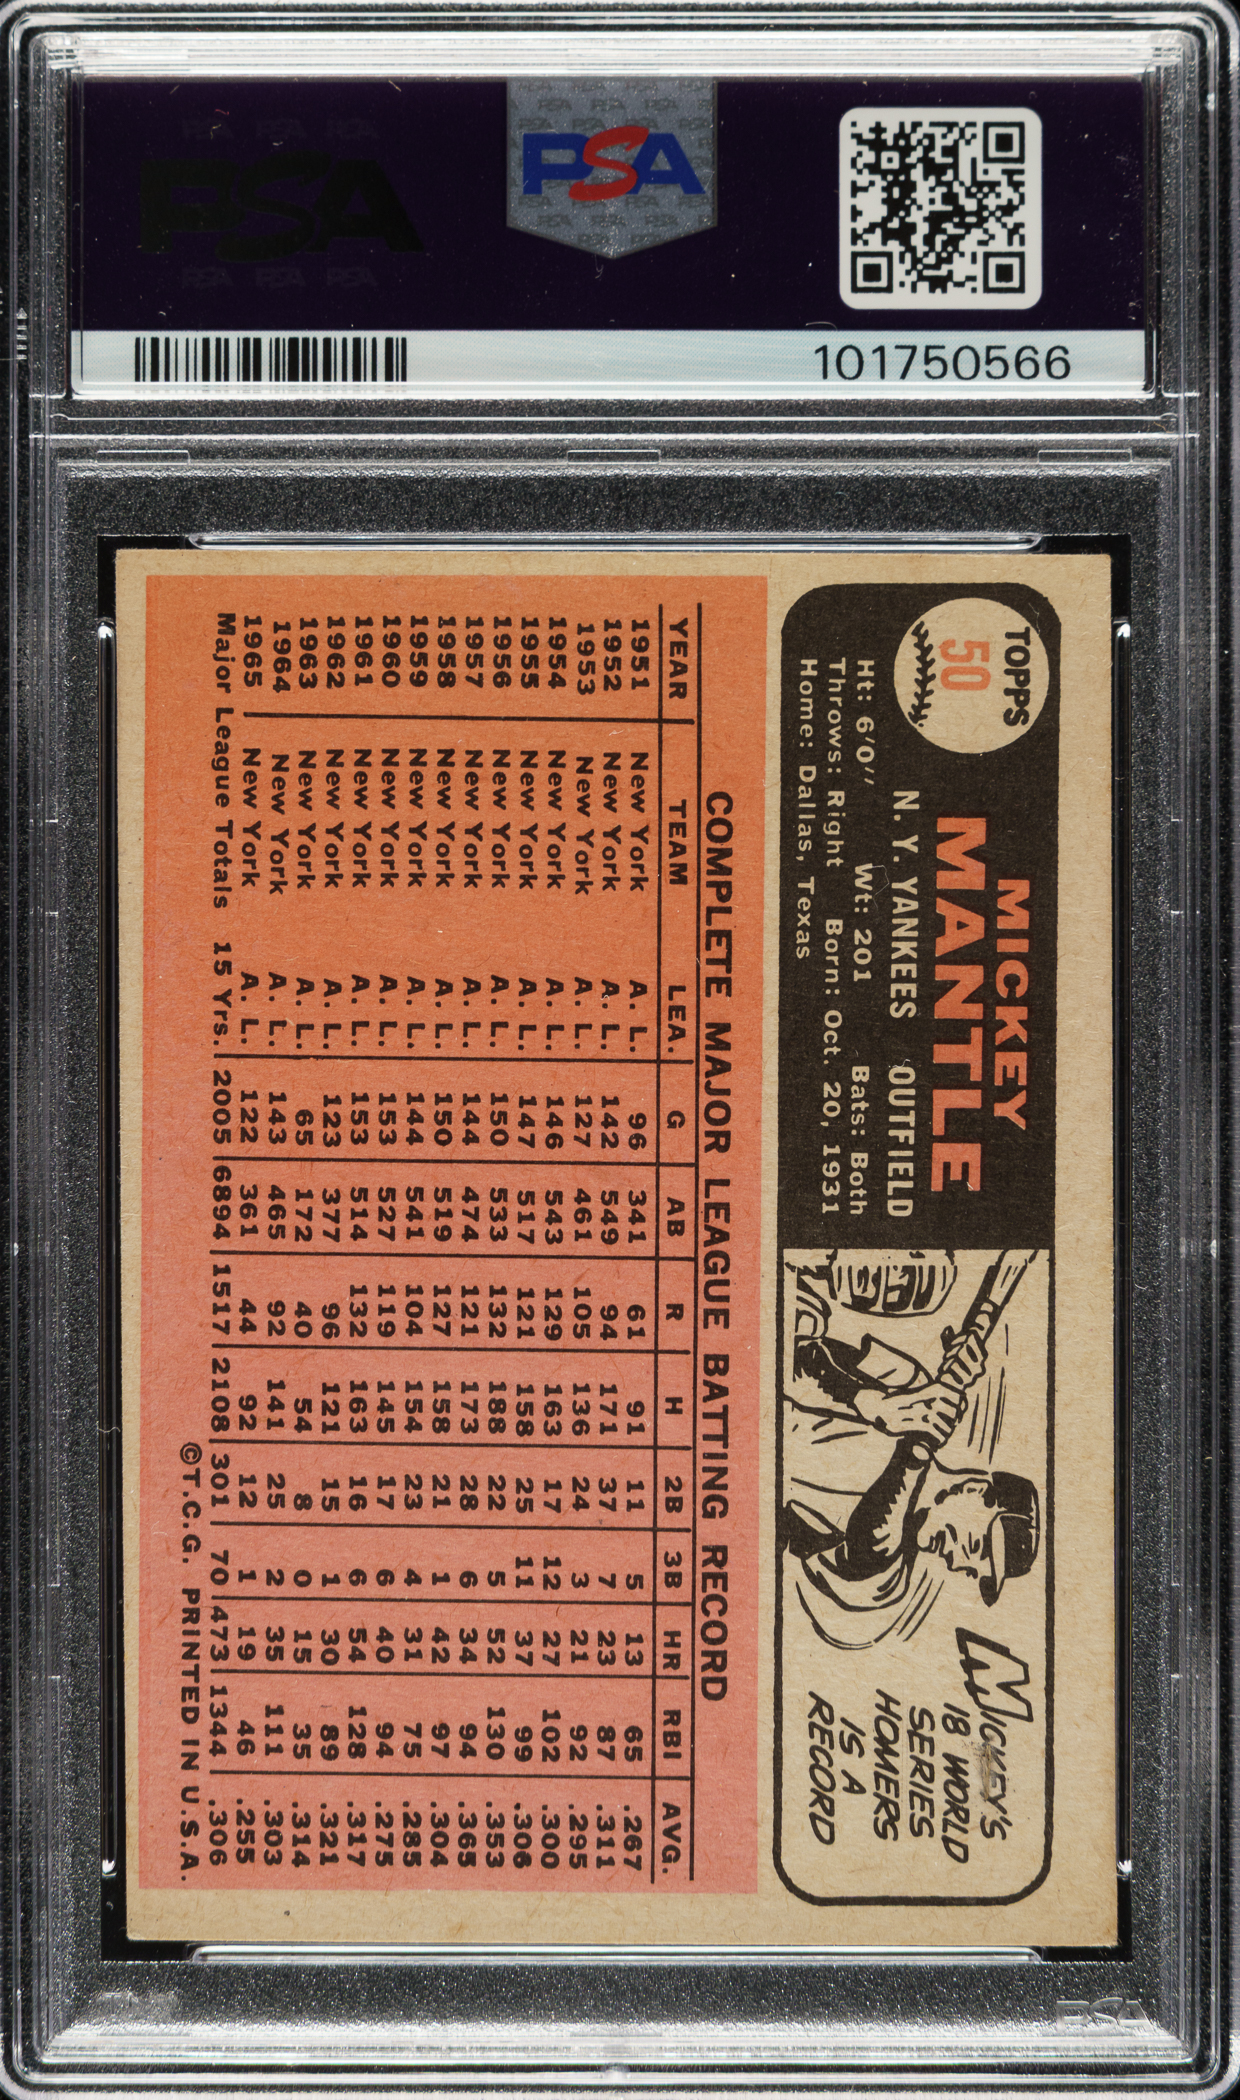 PSA
PSA
101750566
TOPPS
50
MICKEY
MANTLE
N. Y. YANKEES OUTFIELD
Ht: 6'0" Wt: 201 Bats: Both
Throws: Right Born: Oct. 20, 1931
Home: Dallas, Texas
MICKEY'S
18 WORLD
SERIES
HOMERS
IS A
RECORD
COMPLETE MAJOR LEAGUE BATTING RECORD
YEAR TEAM LEA. G AB R H 2B 3B HR RBI AVG.
1951 New York A. L. 96 341 61 91 11 5 13 65 .267
1952 New York A. L. 142 549 94 171 37 7 23 87 .311
1953 New York A. L. 127 461 105 136 24 3 21 92 .295
1954 New York A. L. 146 543 129 163 17 12 27 102 .300
1955 New York A. L. 147 517 121 158 25 11 37 99 .306
1956 New York A. L. 150 533 132 188 22 5 52 130 .353
1957 New York A. L. 144 474 121 173 28 6 34 94 .365
1958 New York A. L. 150 519 127 158 21 1 42 97 .304
1959 New York A. L. 144 541 104 154 23 4 31 75 .285
1960 New York A. L. 153 527 119 145 17 6 40 94 .275
1961 New York A. L. 153 514 132 163 16 6 54 128 .317
1962 New York A. L. 123 377 96 121 15 1 30 89 .321
1963 New York A. L. 65 172 40 54 8 0 15 35 .314
1964 New York A. L. 143 465 92 141 25 2 35 111 .303
1965 New York A. L. 122 361 44 92 12 1 19 46 .255
Major League Totals 15 Yrs. 2005 6894 1517 2108 301 70 473 1344 .306
©T.C.G. PRINTED IN U.S.A.
PSA